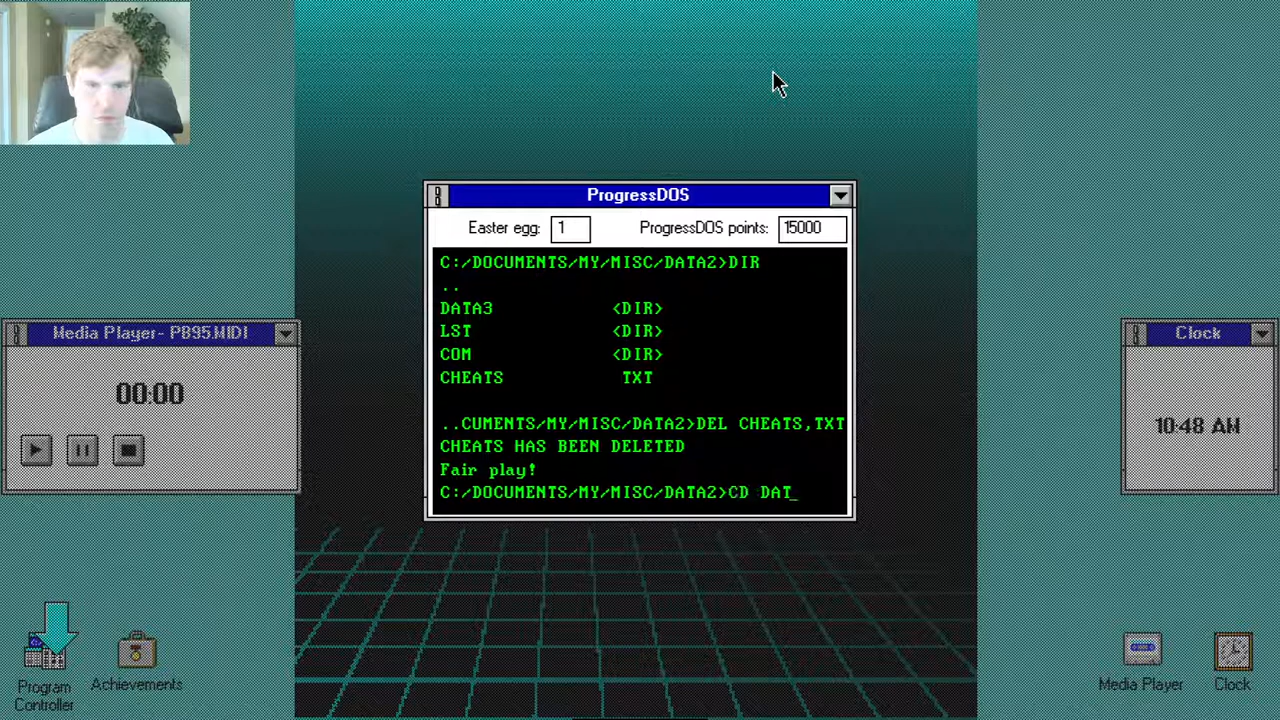 ProgressDOS
Easter egg: 1 ProgressDOS points: 15000
C:/DOCUMENTS/MY/MISC/DATA2>DIR
..
DATA3 <DIR>
LST <DIR>
COM <DIR>
CHEATS TXT
..CUMENTS/MY/MISC/DATA2>DEL CHEATS,TXT
CHEATS HAS BEEN DELETED
Fair play!
C:/DOCUMENTS/MY/MISC/DATA2>CD DAT_
Media Player- PB95.MIDI
00:00
Clock
10:48 AM
Program
Controller
Achievements
Media Player
Clock